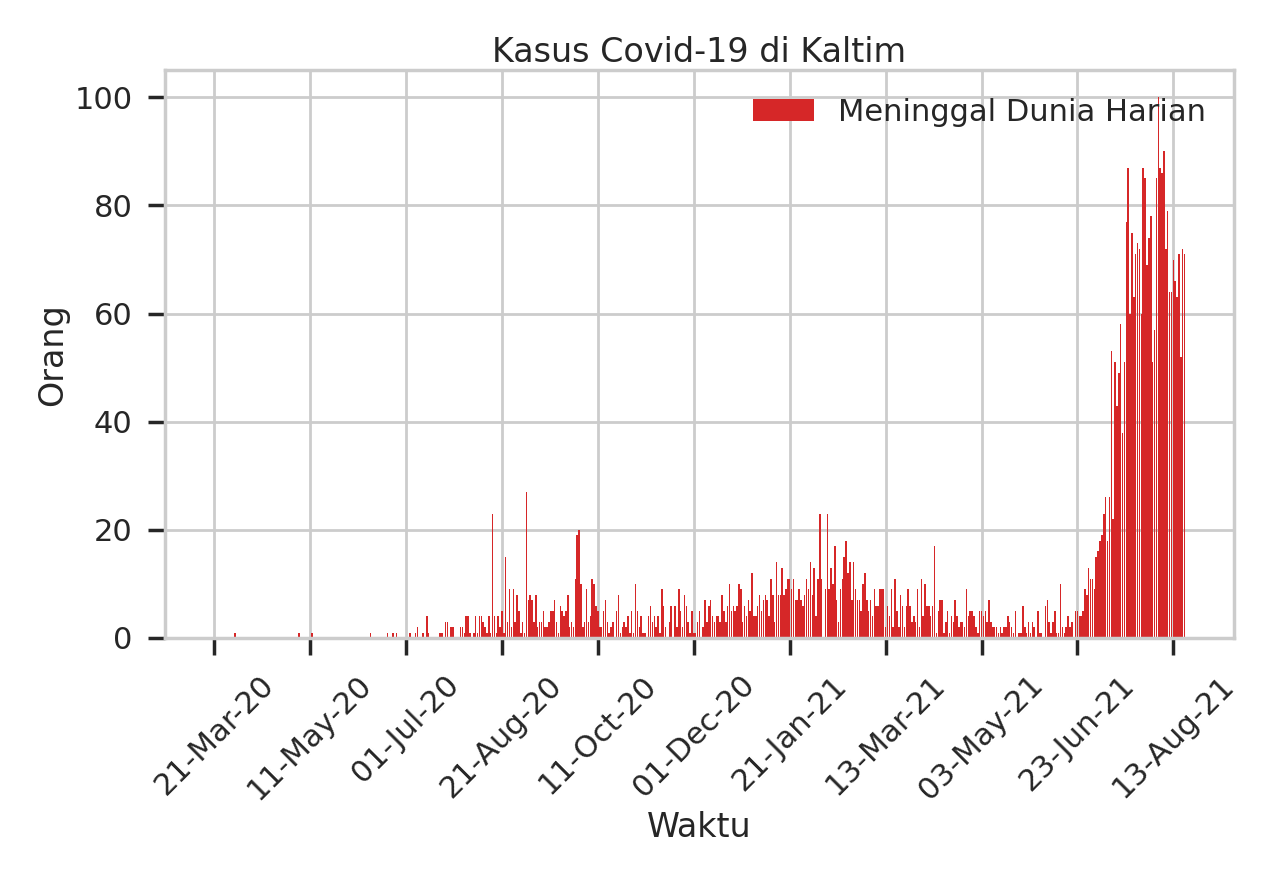 Kasus Covid-19 di Kaltim
Meninggal Dunia Harian
Orang
100
80
60
40
20
0
21-Mar-20
11-May-20
01-Jul-20
21-Aug-20
11-Oct-20
01-Dec-20
21-Jan-21
13-Mar-21
03-May-21
23-Jun-21
13-Aug-21
Waktu